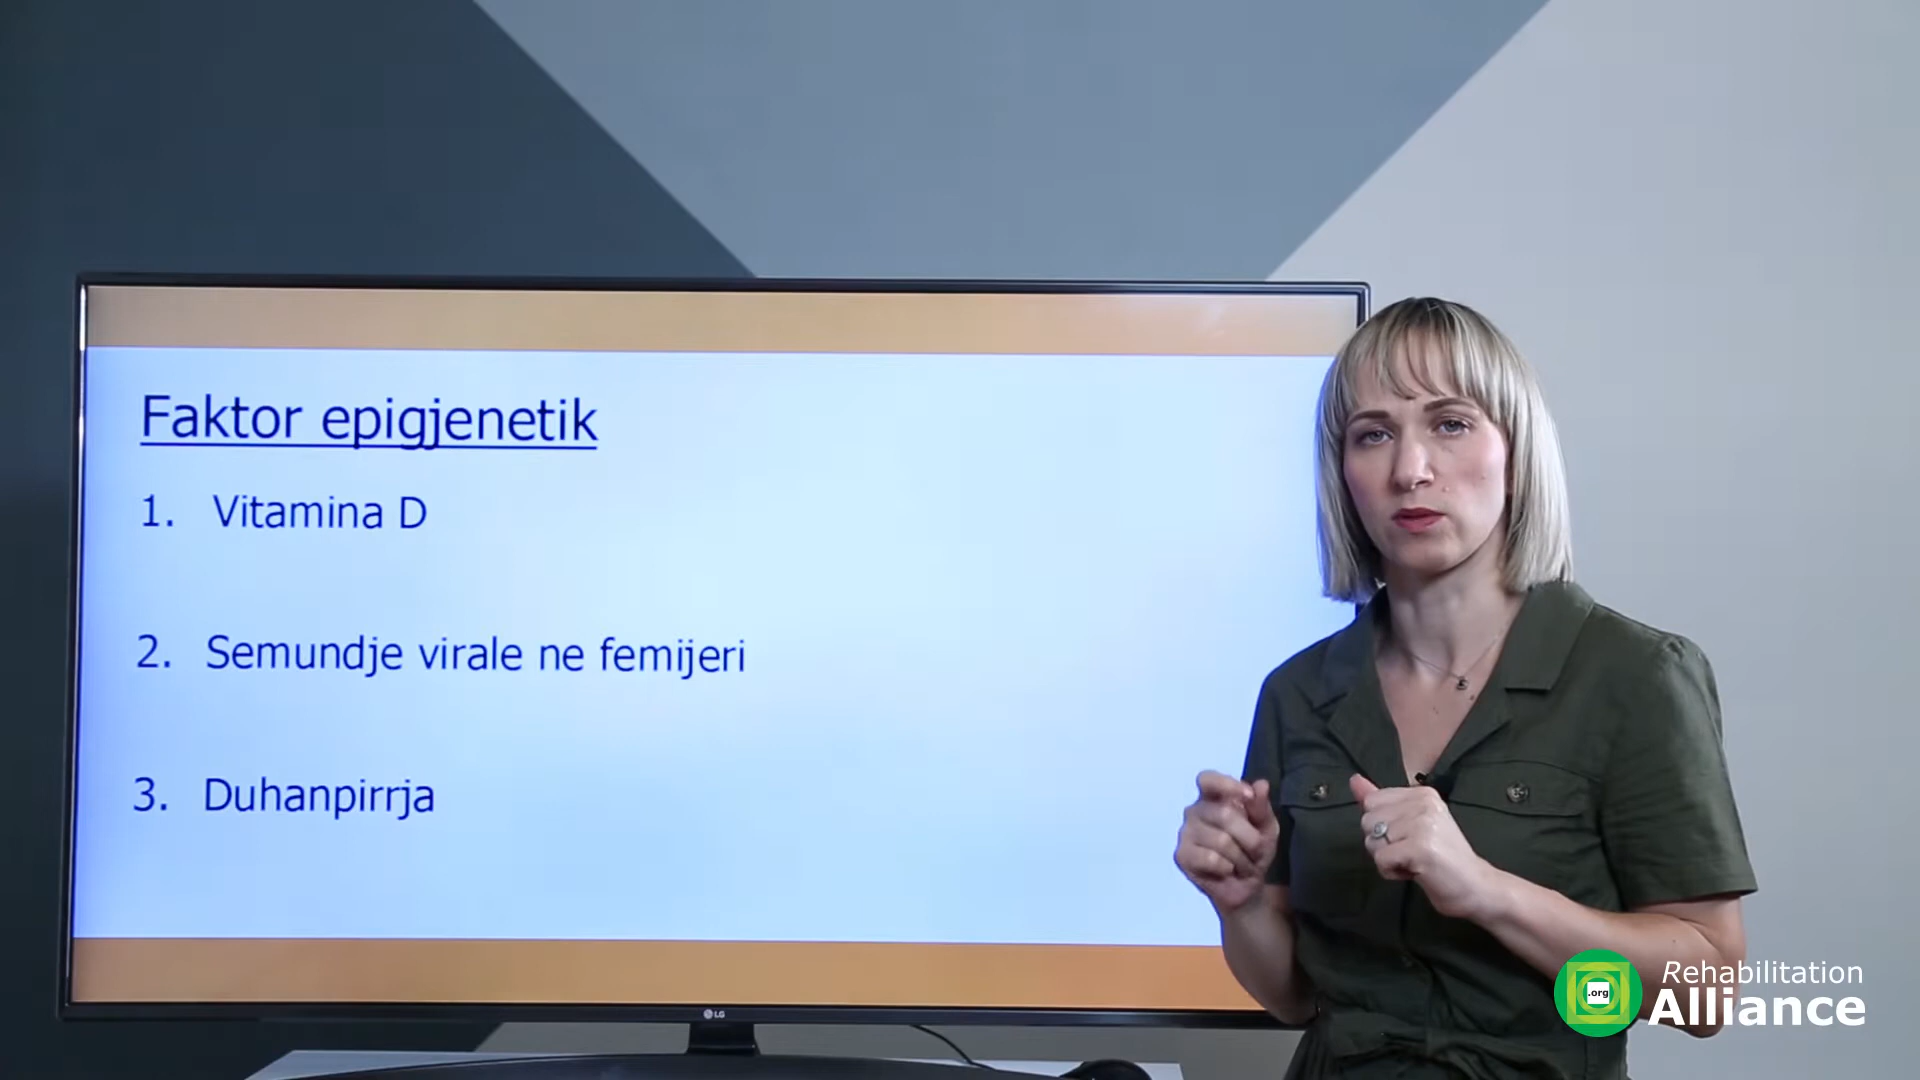 Faktor epigjenetik
1. Vitamina D
2. Semundje virale ne femijeri
3. Duhanpirrja
LG
.org
Rehabilitation
Alliance